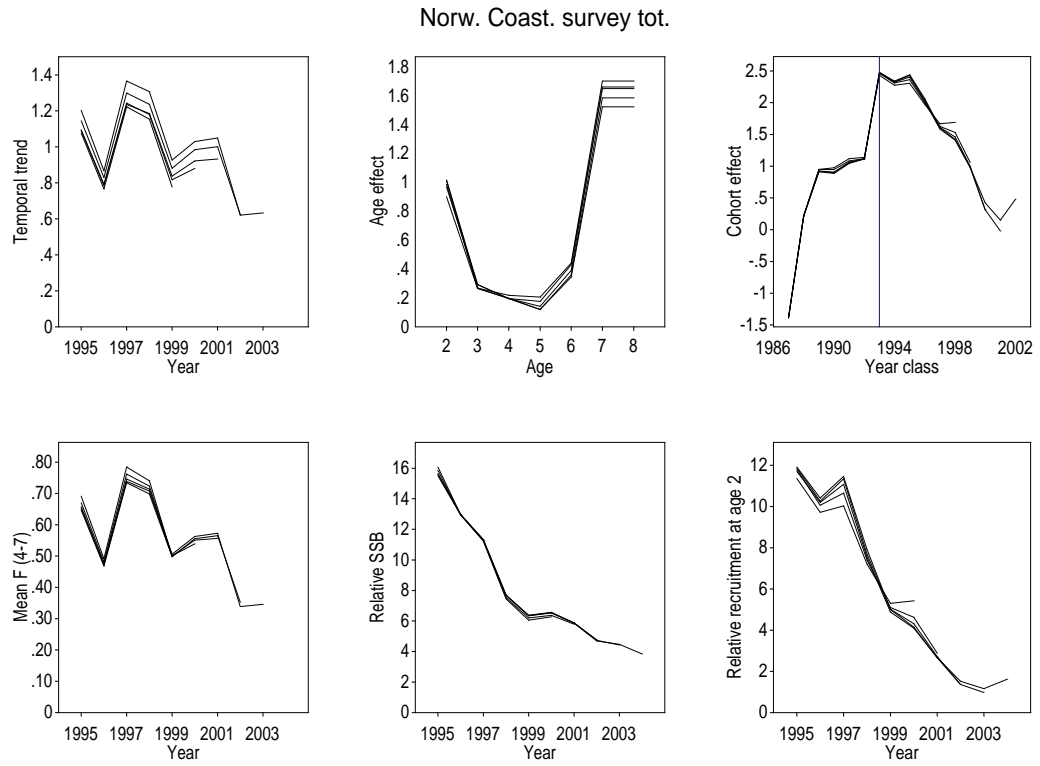 Norw. Coast. survey tot.
Temporal trend
1.4
1.2
1
.8
.6
.4
.2
0
1995 1997 1999 2001 2003
Year
Age effect
1.8
1.6
1.4
1.2
1
.8
.6
.4
.2
0
2 3 4 5 6 7 8
Age
Cohort effect
2.5
2
1.5
1
.5
0
-.5
-1
-1.5
1986 1990 1994 1998 2002
Year class
Mean F (4-7)
.80
.70
.60
.50
.40
.30
.20
.10
0
1995 1997 1999 2001 2003
Year
Relative SSB
16
14
12
10
8
6
4
2
0
1995 1997 1999 2001 2003
Year
Relative recruitment at age 2
12
10
8
6
4
2
0
1995 1997 1999 2001 2003
Year